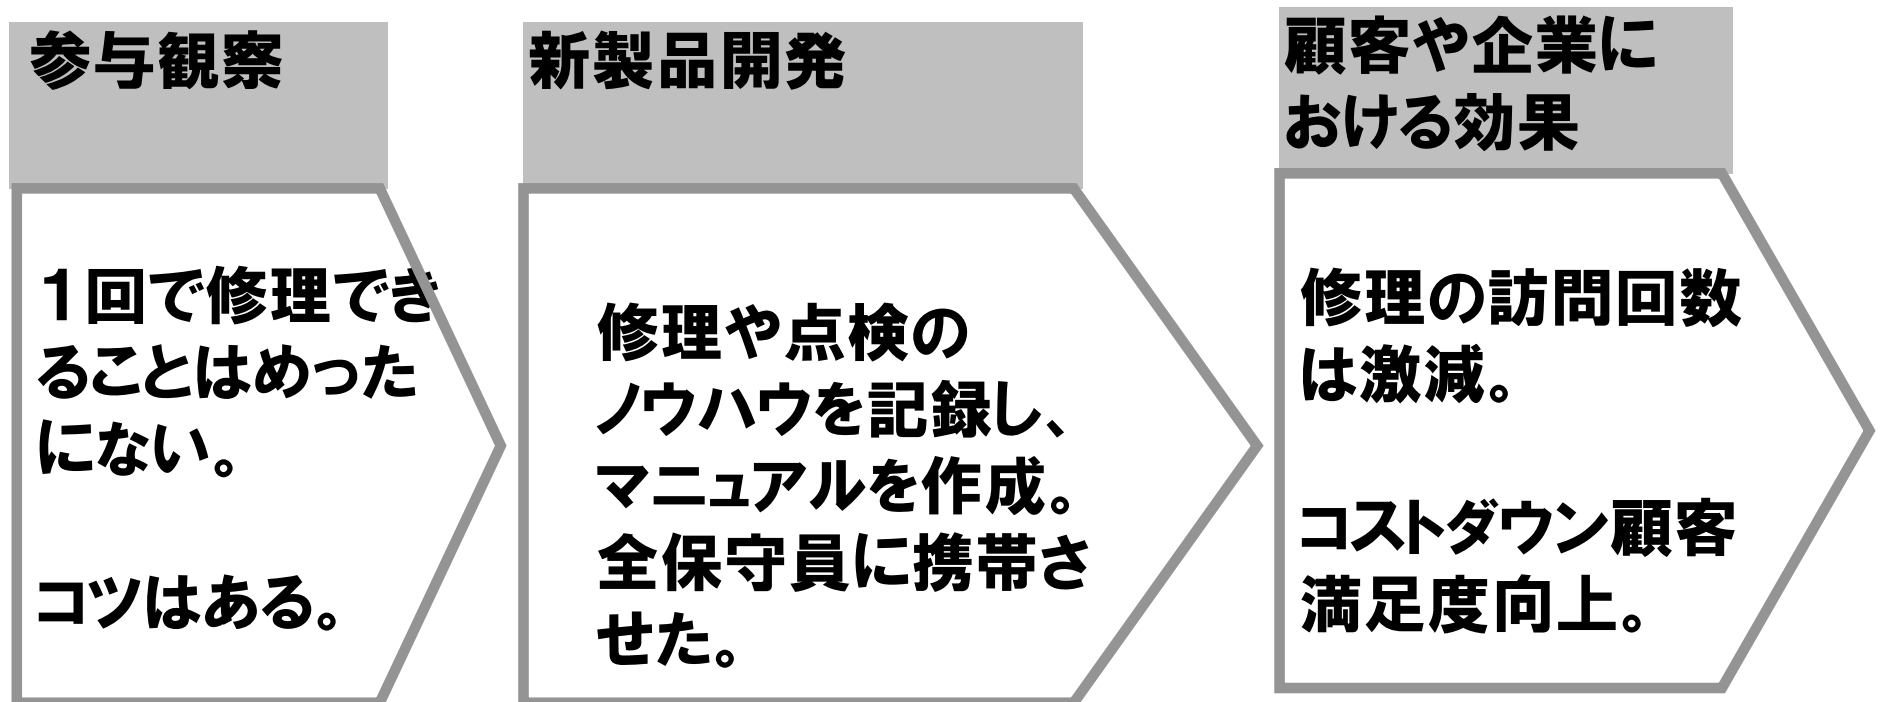 参与観察
１回で修理でき
ることはめった
にない。
コツはある。
新製品開発
修理や点検の
ノウハウを記録し、
マニュアルを作成。
全保守員に携帯さ
せた。
顧客や企業に
おける効果
修理の訪問回数
は激減。
コストダウン顧客
満足度向上。